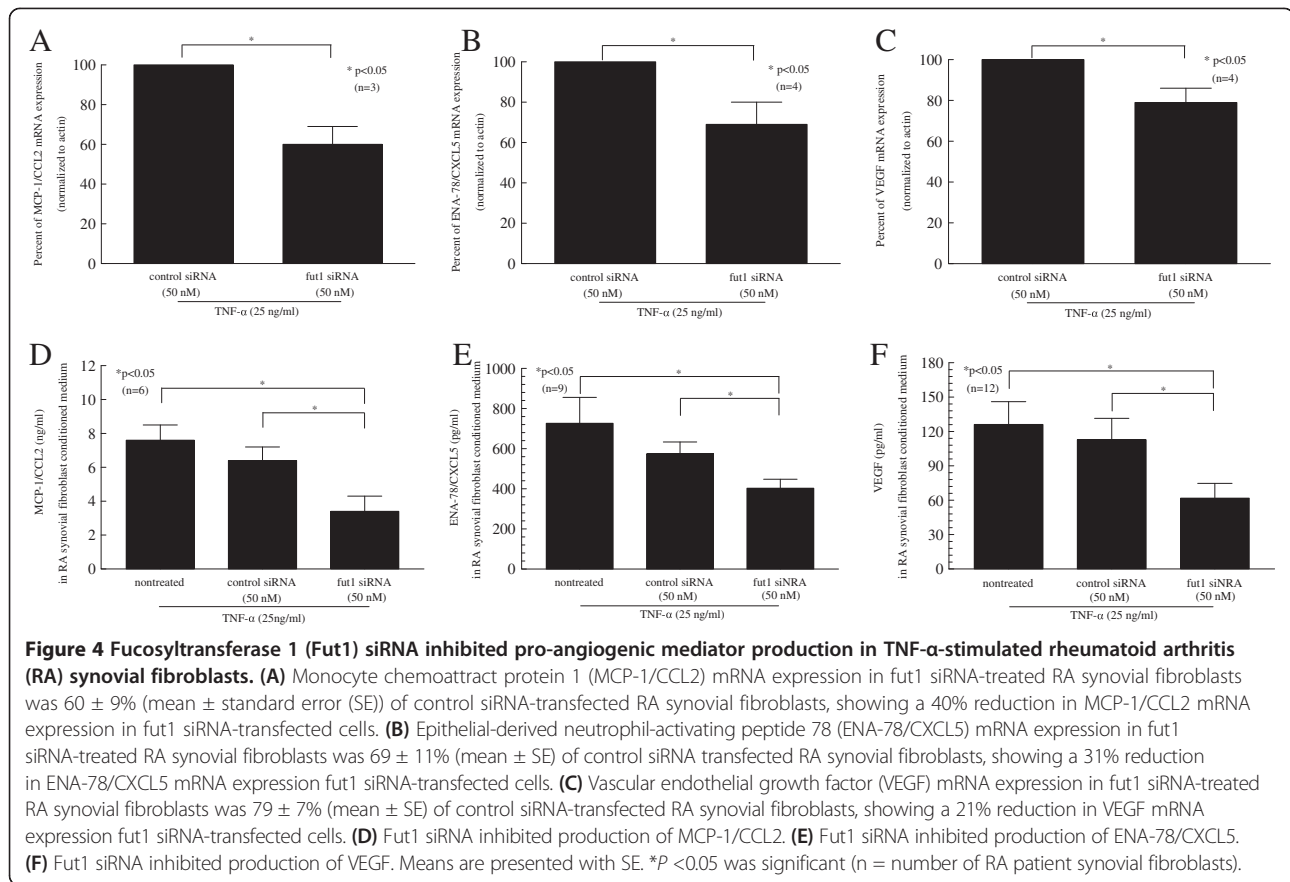 A
*
* p<0.05
(n=3)
Percent of MCP-1/CCL2 mRNA expression
(normalized to actin)
100
80
60
40
20
0
control siRNA
(50 nM)
fut1 siRNA
(50 nM)
TNF-α (25 ng/ml)
B
*
* p<0.05
(n=4)
Percent of ENA-78/CXCL5 mRNA expression
(normalized to actin)
100
80
60
40
20
0
control siRNA
(50 nM)
fut1 siRNA
(50 nM)
TNF-α (25 ng/ml)
C
*
* p<0.05
(n=4)
Percent of VEGF mRNA expression
(normalized to actin)
100
80
60
40
20
0
control siRNA
(50 nM)
fut1 siRNA
(50 nM)
TNF-α (25 ng/ml)
D
*p<0.05
(n=6)
*
*
MCP-1/CCL2 (ng/ml)
in RA synovial fibroblast conditioned medium
12
10
8
6
4
2
0
nontreated
control siRNA
(50 nM)
fut1 siRNA
(50 nM)
TNF-α (25ng/ml)
E
*p<0.05
(n=9)
*
*
ENA-78/CXCL5 (pg/ml)
in RA synovial fibroblast conditioned medium
1000
800
600
400
200
0
nontreated
control siRNA
(50 nM)
fut1 siNRA
(50 nM)
TNF-α (25 ng/ml)
F
*p<0.05
(n=12)
*
*
VEGF (pg/ml)
in RA synovial fibroblast conditioned medium
180
150
120
90
60
30
0
nontreated
control siRNA
(50 nM)
fut1 siNRA
(50 nM)
TNF-α (25 ng/ml)
Figure 4 Fucosyltransferase 1 (Fut1) siRNA inhibited pro-angiogenic mediator production in TNF-α-stimulated rheumatoid arthritis
(RA) synovial fibroblasts. (A) Monocyte chemoattract protein 1 (MCP-1/CCL2) mRNA expression in fut1 siRNA-treated RA synovial fibroblasts
was 60 ± 9% (mean ± standard error (SE)) of control siRNA-transfected RA synovial fibroblasts, showing a 40% reduction in MCP-1/CCL2 mRNA
expression in fut1 siRNA-transfected cells. (B) Epithelial-derived neutrophil-activating peptide 78 (ENA-78/CXCL5) mRNA expression in fut1
siRNA-treated RA synovial fibroblasts was 69 ± 11% (mean ± SE) of control siRNA transfected RA synovial fibroblasts, showing a 31% reduction
in ENA-78/CXCL5 mRNA expression fut1 siRNA-transfected cells. (C) Vascular endothelial growth factor (VEGF) mRNA expression in fut1 siRNA-treated
RA synovial fibroblasts was 79 ± 7% (mean ± SE) of control siRNA-transfected RA synovial fibroblasts, showing a 21% reduction in VEGF mRNA
expression fut1 siRNA-transfected cells. (D) Fut1 siRNA inhibited production of MCP-1/CCL2. (E) Fut1 siRNA inhibited production of ENA-78/CXCL5.
(F) Fut1 siRNA inhibited production of VEGF. Means are presented with SE. *P <0.05 was significant (n = number of RA patient synovial fibroblasts).